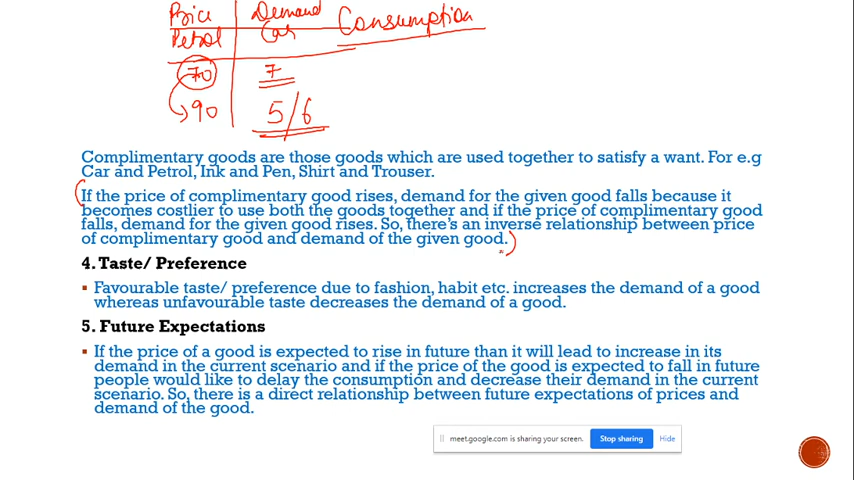 Price | Demand Consumption
Petrol | Car
70 | 7
90 | 5/6
Complimentary goods are those goods which are used together to satisfy a want. For e.g
Car and Petrol, Ink and Pen, Shirt and Trouser.
If the price of complimentary good rises, demand for the given good falls because it
becomes costlier to use both the goods together and if the price of complimentary good
falls, demand for the given good rises. So, there's an inverse relationship between price
of complimentary good and demand of the given good.
4. Taste/ Preference
▪ Favourable taste/ preference due to fashion, habit etc. increases the demand of a good
whereas unfavourable taste decreases the demand of a good.
5. Future Expectations
▪ If the price of a good is expected to rise in future than it will lead to increase in its
demand in the current scenario and if the price of the good is expected to fall in future
people would like to delay the consumption and decrease their demand in the current
scenario. So, there is a direct relationship between future expectations of prices and
demand of the good.
meet.google.com is sharing your screen. Stop sharing Hide